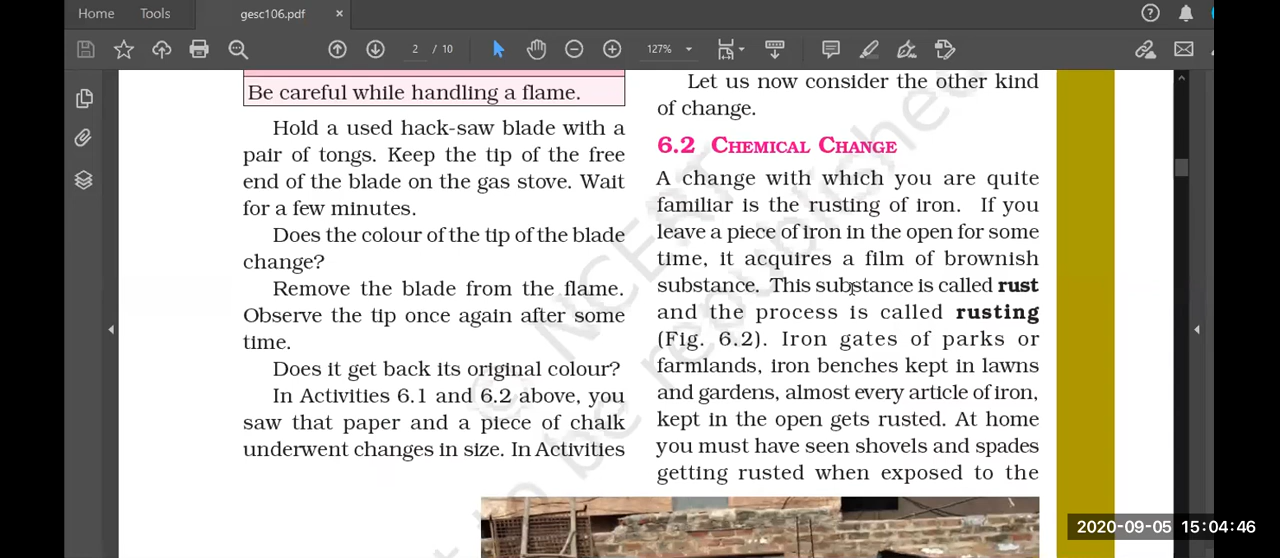 Home
Tools
gesc106.pdf
×
2 / 10
127%
Be careful while handling a flame.
Hold a used hack-saw blade with a
pair of tongs. Keep the tip of the free
end of the blade on the gas stove. Wait
for a few minutes.
Does the colour of the tip of the blade
change?
Remove the blade from the flame.
Observe the tip once again after some
time.
Does it get back its original colour?
In Activities 6.1 and 6.2 above, you
saw that paper and a piece of chalk
underwent changes in size. In Activities
Let us now consider the other kind
of change.
6.2 CHEMICAL CHANGE
A change with which you are quite
familiar is the rusting of iron. If you
leave a piece of iron in the open for some
time, it acquires a film of brownish
substance. This substance is called rust
and the process is called rusting
(Fig. 6.2). Iron gates of parks or
farmlands, iron benches kept in lawns
and gardens, almost every article of iron,
kept in the open gets rusted. At home
you must have seen shovels and spades
getting rusted when exposed to the
© NCERT
to be republished
2020-09-05 15:04:46